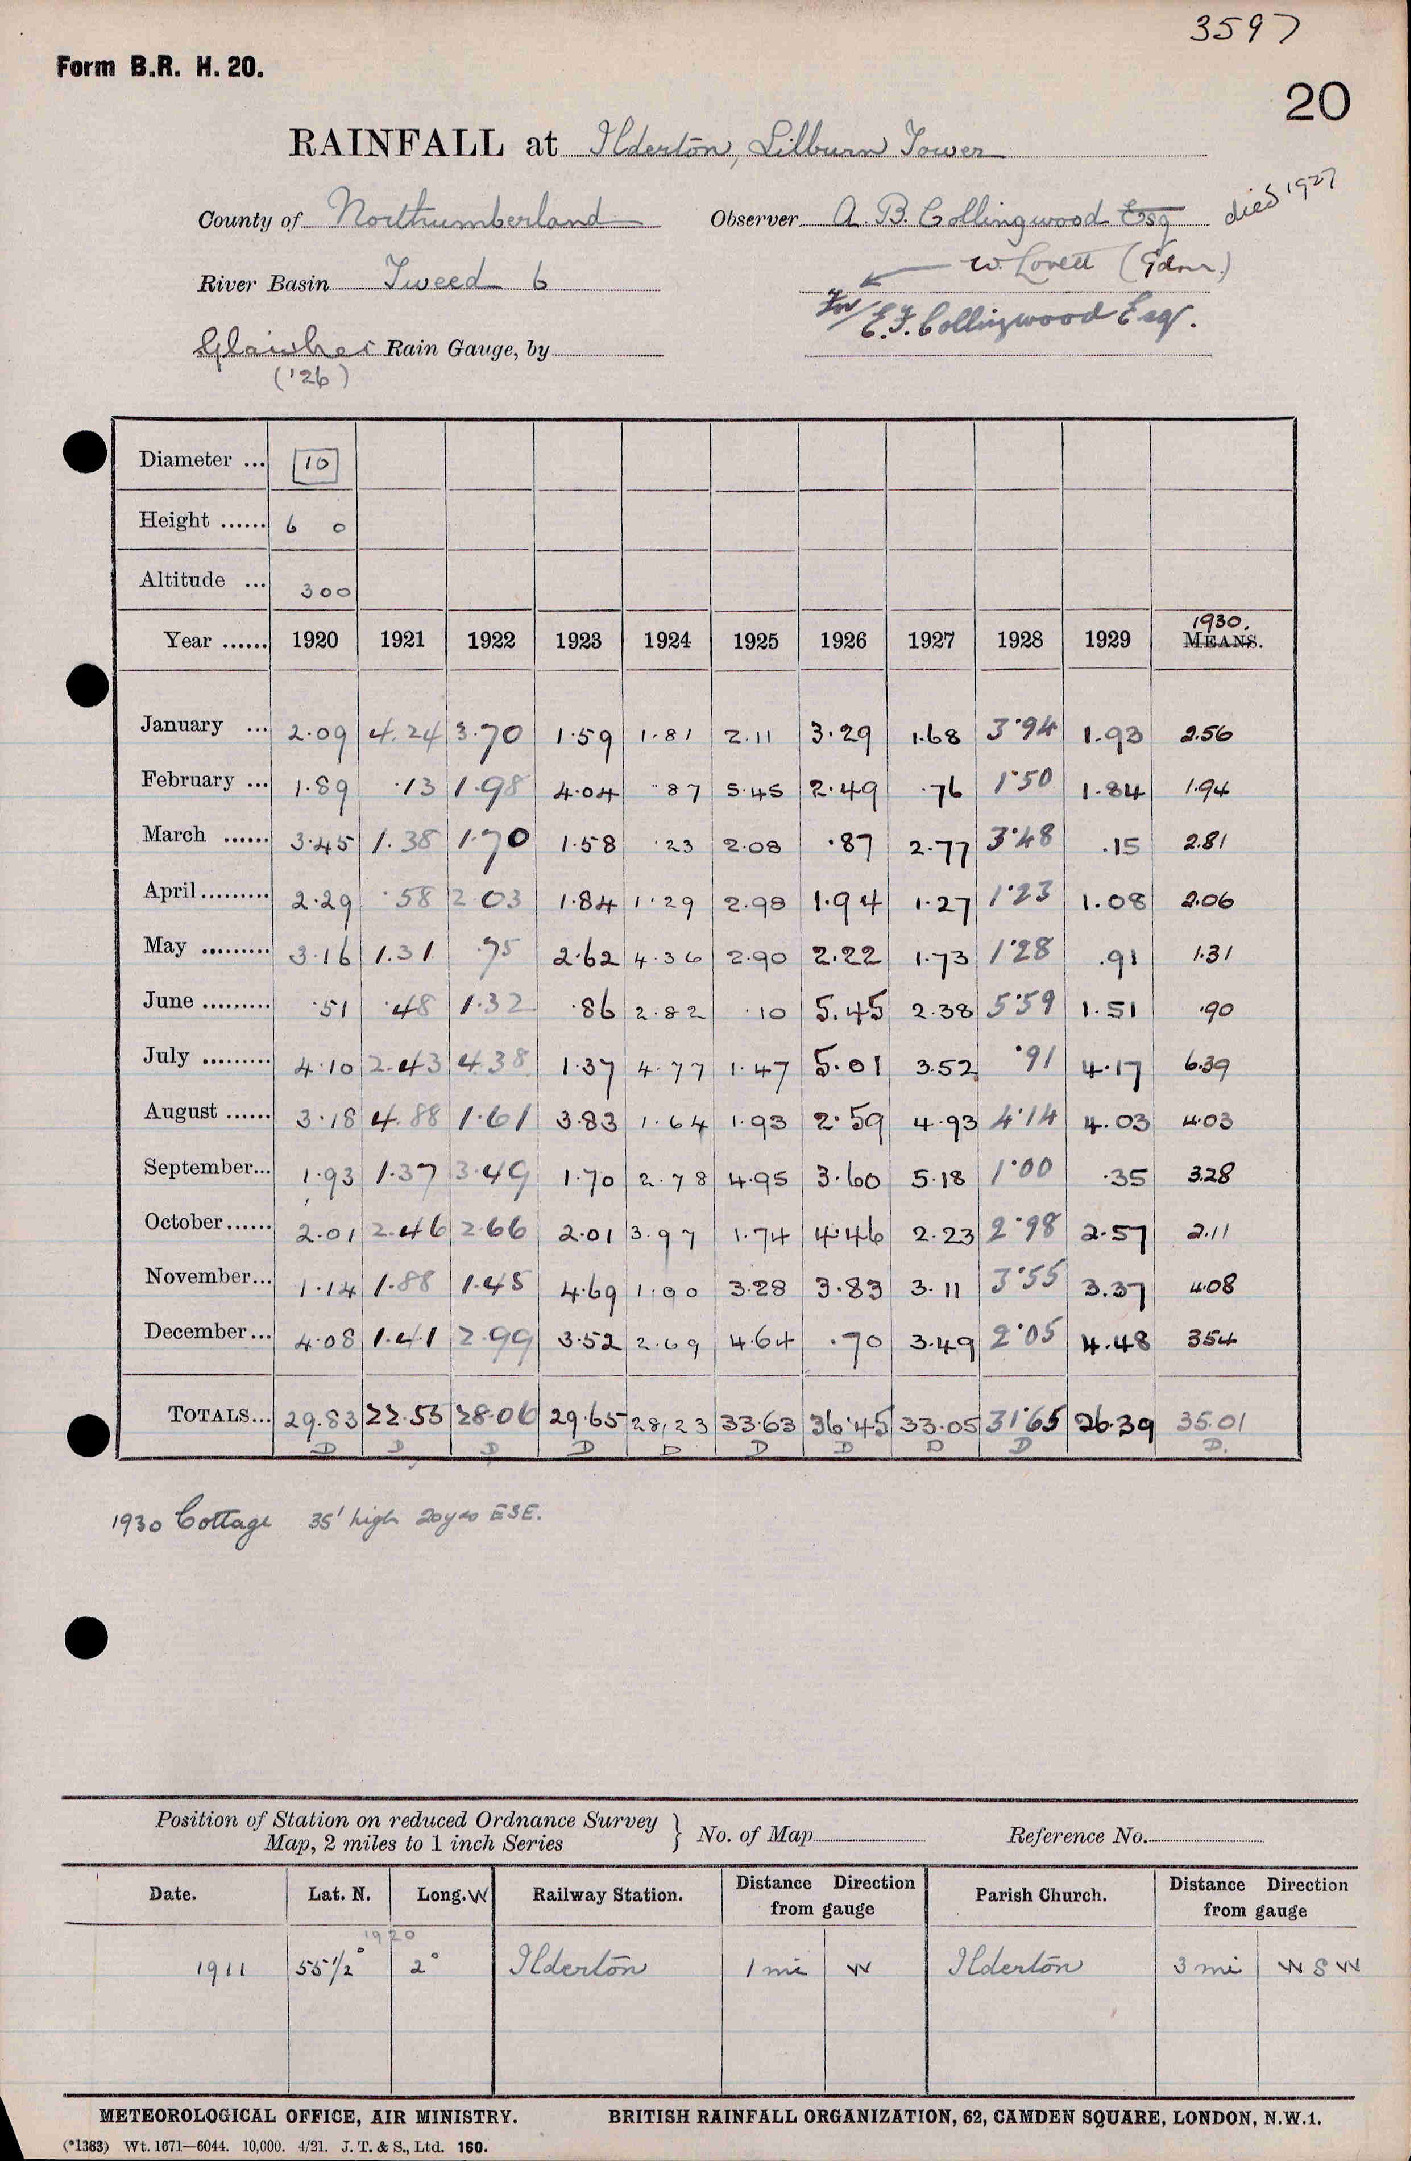 3597
Form B.R. H. 20.
20
RAINFALL at Ilderton, Lilburn Tower
County of Northumberland Observer A. B. Collingwood Esq died 1927
W. Lovett (Gdnr.)
River Basin Tweed 6
for E. F. Collingwood Esq.
Glaisher Rain Gauge, by
('26)
Diameter ... 10
Height ...... 6 0
Altitude ... 300
1930.
Year ...... 1920 1921 1922 1923 1924 1925 1926 1927 1928 1929 MEANS.
January ... 2.09 4.24 3.70 1.59 1.81 2.11 3.29 1.68 3.94 1.93 2.56
February ... 1.89 .13 1.98 4.04 .87 5.45 2.49 .76 1.50 1.84 1.94
March ...... 3.45 1.38 1.70 1.58 .23 2.08 .87 2.77 3.48 .15 2.81
April ......... 2.29 .58 2.03 1.84 1.29 2.98 1.94 1.27 1.23 1.08 2.06
May ......... 3.16 1.31 .75 2.62 4.36 2.90 2.22 1.73 1.28 .91 1.31
June ......... .51 .48 1.32 .86 2.82 .10 5.45 2.38 5.59 1.51 .90
July ......... 4.10 2.43 4.38 1.37 4.77 1.47 5.01 3.52 .91 4.17 6.39
August ...... 3.18 4.88 1.61 3.83 1.64 1.93 2.59 4.93 4.14 4.03 4.03
September... 1.93 1.37 3.49 1.70 2.78 4.95 3.60 5.18 1.00 .35 3.28
October...... 2.01 2.46 2.66 2.01 3.97 1.74 4.46 2.23 2.98 2.57 2.11
November... 1.14 1.88 1.45 4.69 1.00 3.28 3.83 3.11 3.55 3.37 4.08
December... 4.08 1.41 2.99 3.52 2.69 4.64 .70 3.49 2.05 4.48 3.54
TOTALS... 29.83 22.55 28.06 29.65 28.23 33.63 36.45 33.05 31.65 26.39 35.01
D D D D D D D D D D.
1930 Cottage 35' high 20yds ESE.
Position of Station on reduced Ordnance Survey
Map, 2 miles to 1 inch Series } No. of Map Reference No.
Date. Lat. N. Long. W Railway Station. Distance Direction from gauge Parish Church. Distance Direction from gauge
1920
1911 55 1/2° 2° Ilderton 1 mi W Ilderton 3 mi W S W
METEOROLOGICAL OFFICE, AIR MINISTRY. BRITISH RAINFALL ORGANIZATION, 62, CAMDEN SQUARE, LONDON, N.W.1.
(*1383) Wt. 1671—6044. 10,000. 4/21. J. T. & S., Ltd. 160.